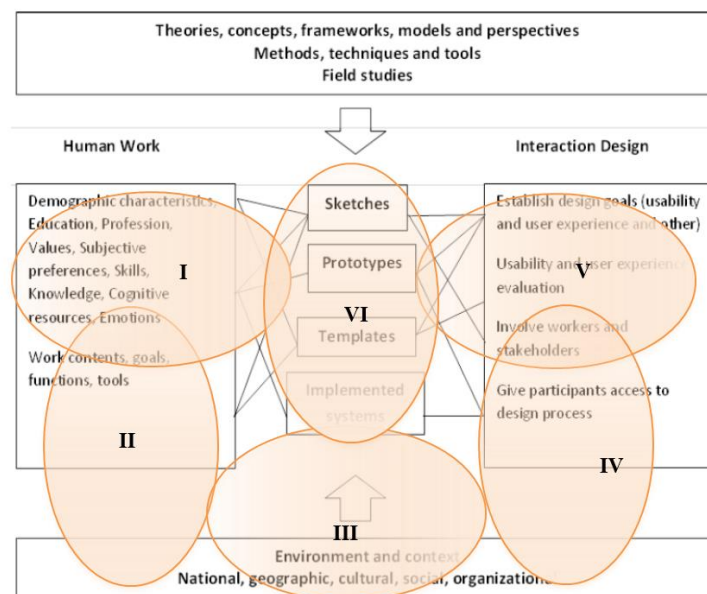 Theories, concepts, frameworks, models and perspectives
Methods, techniques and tools
Field studies
Human Work
Interaction Design
Demographic characteristics,
Education, Profession,
Values, Subjective
preferences, Skills,
Knowledge, Cognitive
resources, Emotions
Work contents, goals,
functions, tools
I
II
Sketches
Prototypes
VI
Templates
Implemented
systems
Establish design goals (usability
and user experience and other)
V
Usability and user experience
evaluation
Involve workers and
stakeholders
Give participants access to
design process
IV
III
Environment and context
National, geographic, cultural, social, organizational